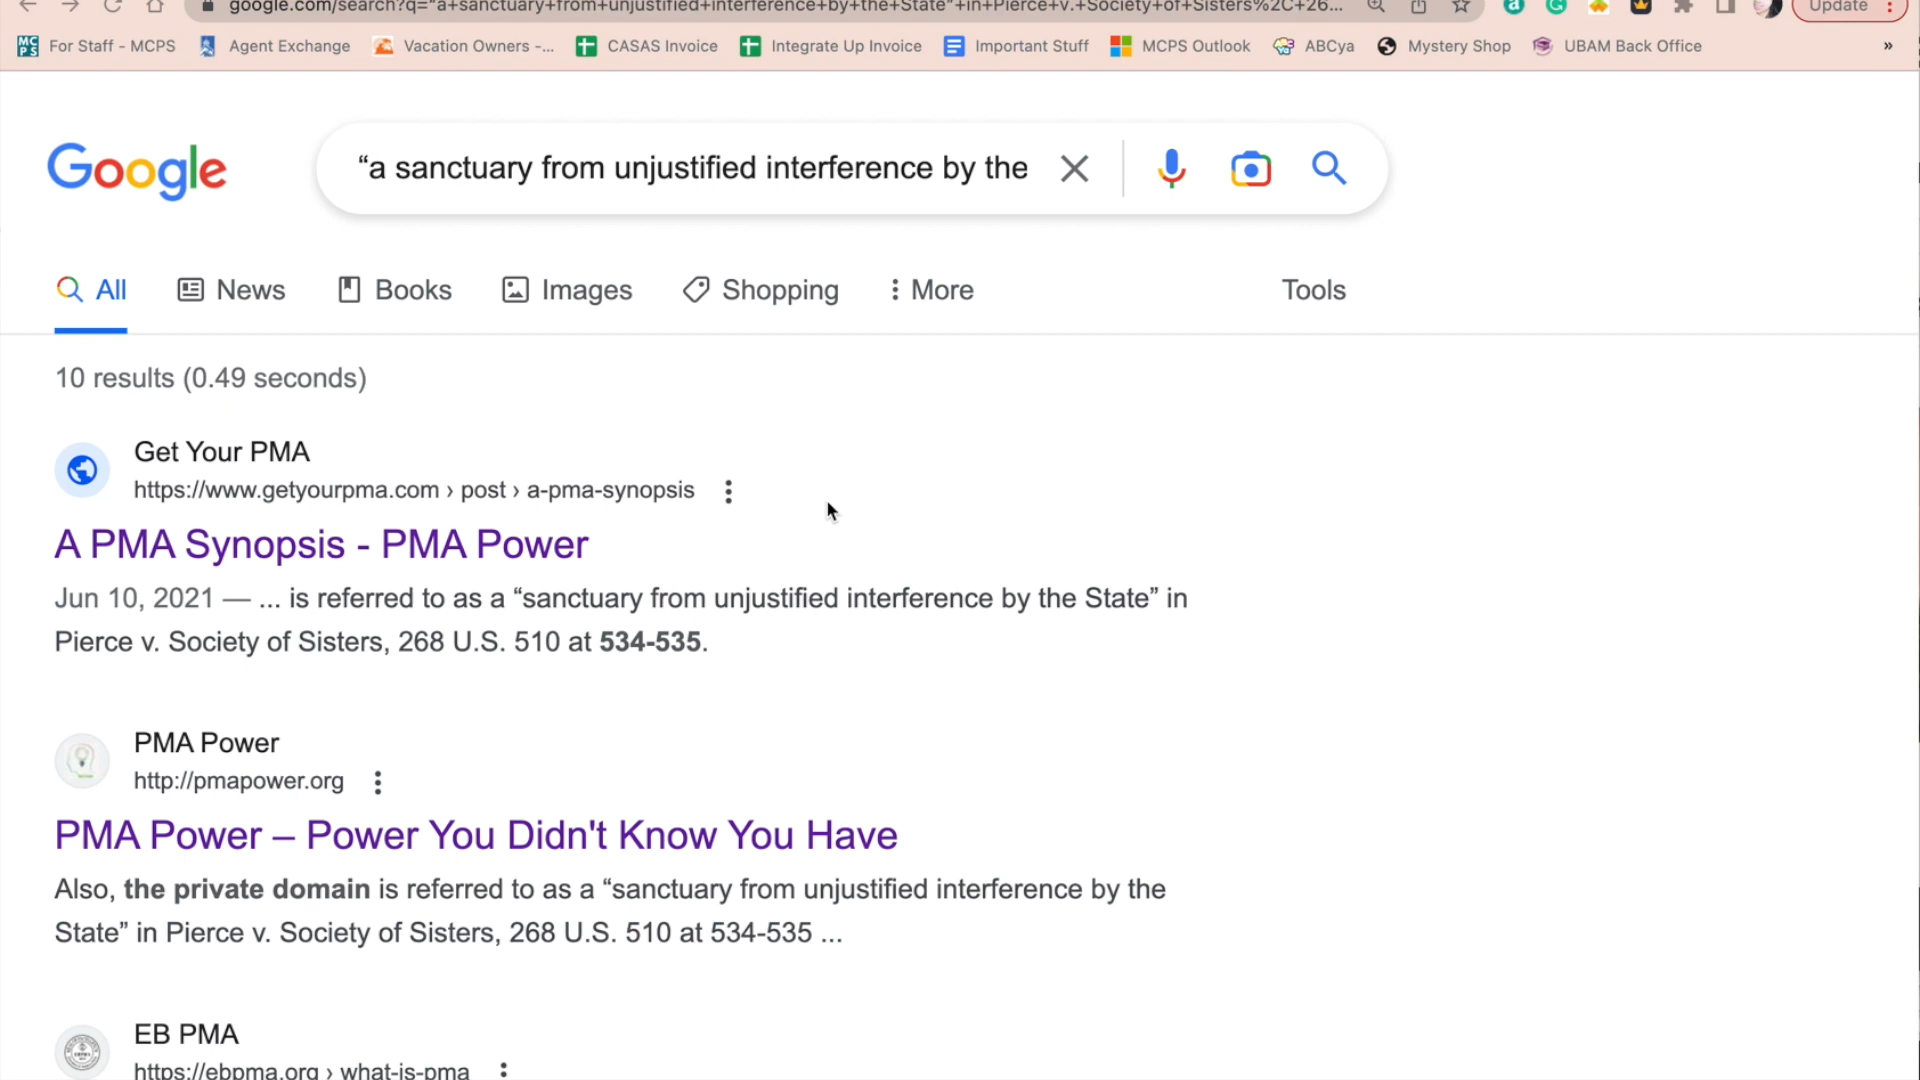 google.com/search?q="a+sanctuary+from+unjustified+interference+by+the+State"+in+Pierce+v.+Society+of+Sisters%2C+26...
Update
For Staff - MCPS
Agent Exchange
Vacation Owners -...
CASAS Invoice
Integrate Up Invoice
Important Stuff
MCPS Outlook
ABCya
Mystery Shop
UBAM Back Office
»
Google
“a sanctuary from unjustified interference by the
All
News
Books
Images
Shopping
More
Tools
10 results (0.49 seconds)
Get Your PMA
https://www.getyourpma.com › post › a-pma-synopsis
A PMA Synopsis - PMA Power
Jun 10, 2021 — ... is referred to as a “sanctuary from unjustified interference by the State” in
Pierce v. Society of Sisters, 268 U.S. 510 at 534-535.
PMA Power
http://pmapower.org
PMA Power – Power You Didn't Know You Have
Also, the private domain is referred to as a “sanctuary from unjustified interference by the
State” in Pierce v. Society of Sisters, 268 U.S. 510 at 534-535 ...
EB PMA
https://ebpma.org › what-is-pma